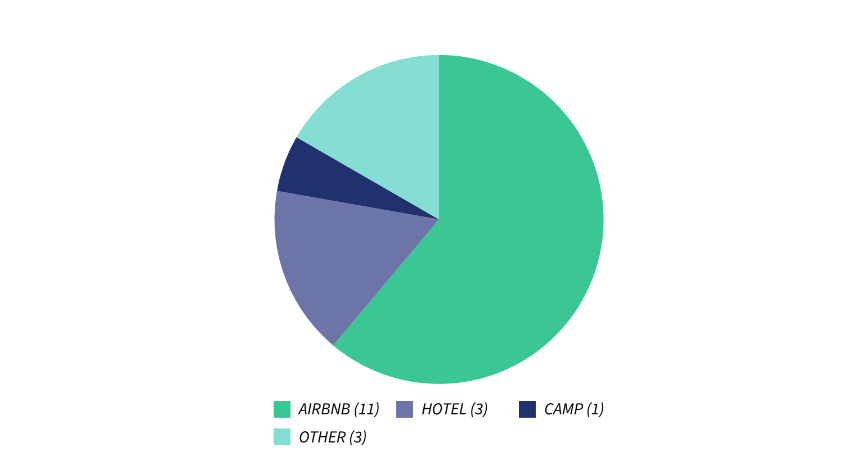 AIRBNB (11) HOTEL (3) CAMP (1)
OTHER (3)